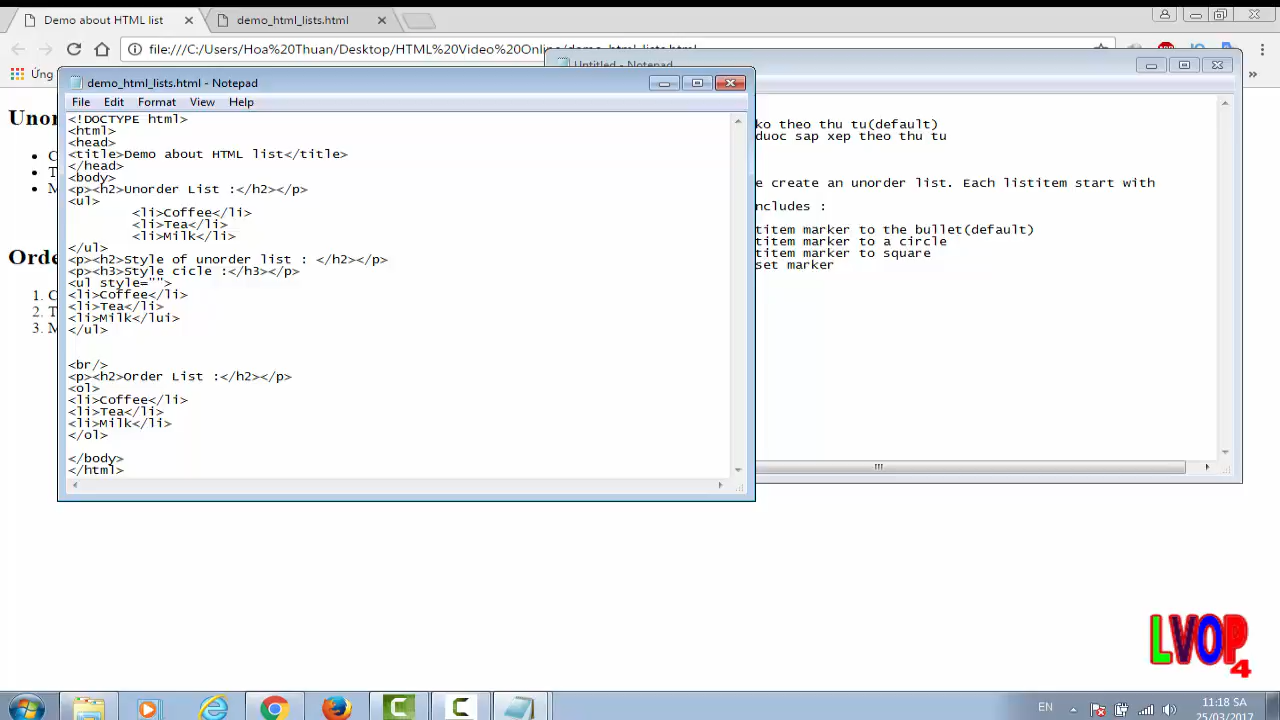 Demo about HTML list
demo_html_lists.html
file:///C:/Users/Hoa%20Thuan/Desktop/HTML%20Video%20Online/demo_html_lists.html
Ứng
Untitled - Notepad
demo_html_lists.html - Notepad
File Edit Format View Help
<!DOCTYPE html>
<html>
<head>
<title>Demo about HTML list</title>
</head>
<body>
<p><h2>Unorder List :</h2></p>
<ul>
<li>Coffee</li>
<li>Tea</li>
<li>Milk</li>
</ul>
<p><h2>Style of unorder list : </h2></p>
<p><h3>Style cicle :</h3></p>
<ul style="">
<li>Coffee</li>
<li>Tea</li>
<li>Milk</lui>
</ul>
<br/>
<p><h2>Order List :</h2></p>
<ol>
<li>Coffee</li>
<li>Tea</li>
<li>Milk</li>
</ol>
</body>
</html>
ko theo thu tu(default)
duoc sap xep theo thu tu
e create an unorder list. Each listitem start with
ncludes :
titem marker to the bullet(default)
titem marker to a circle
titem marker to square
set marker
Unor
C
T
M
Orde
1. C
2. T
3. M
LVOP
4
EN
11:18 SA
25/03/2017